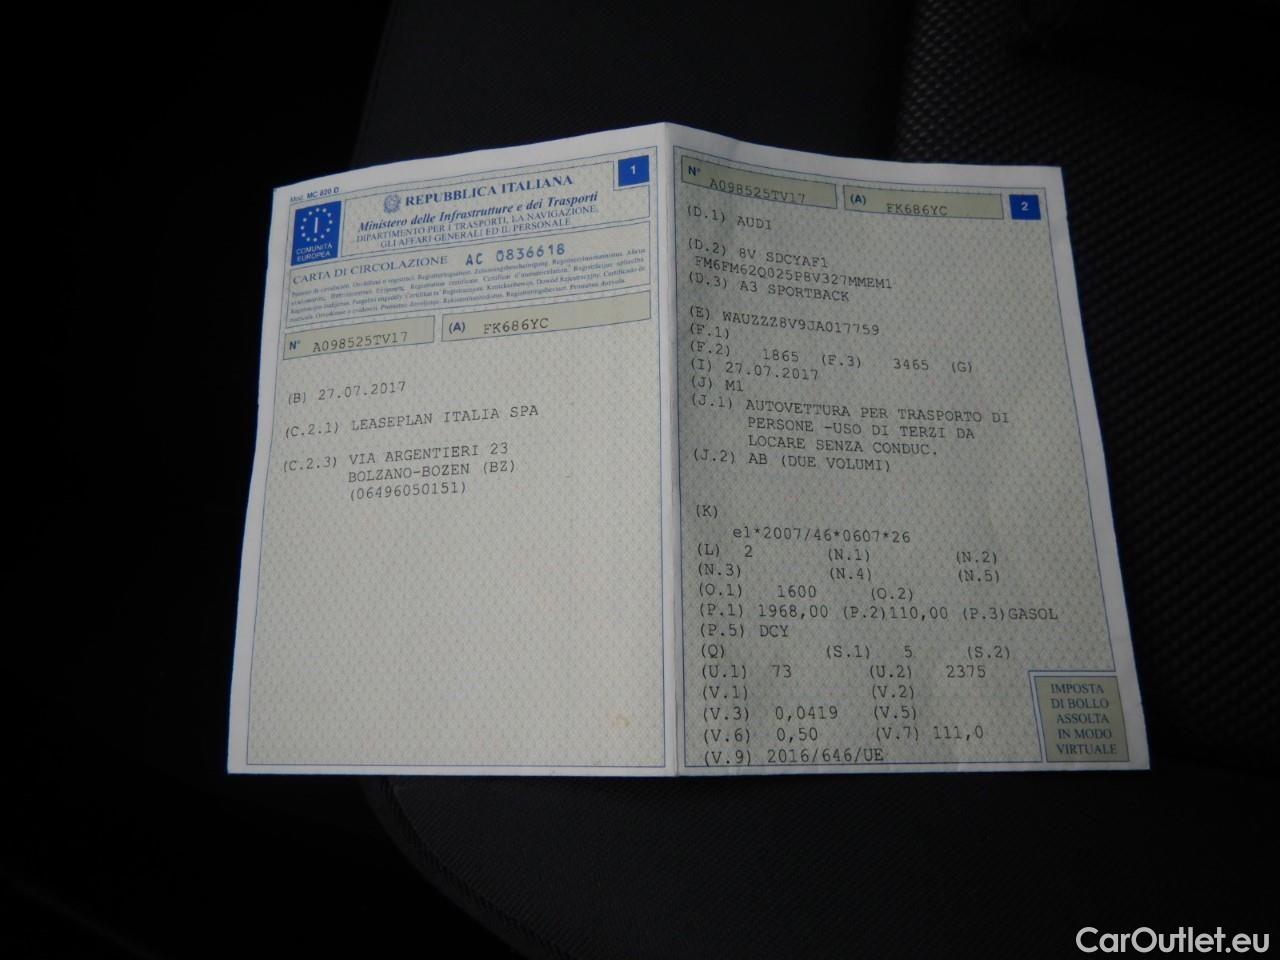 Mod. MC 820 D
1
REPUBBLICA ITALIANA
Ministero delle Infrastrutture e dei Trasporti
DIPARTIMENTO PER I TRASPORTI, LA NAVIGAZIONE,
GLI AFFARI GENERALI ED IL PERSONALE
I
COMUNITÀ
EUROPEA
CARTA DI CIRCOLAZIONE AC 0836618
N° A098525TV17 (A) FK686YC
(B) 27.07.2017
(C.2.1) LEASEPLAN ITALIA SPA
(C.2.3) VIA ARGENTIERI 23
BOLZANO-BOZEN (BZ)
(06496050151)
N° A098525TV17 (A) FK686YC 2
(D.1) AUDI
(D.2) 8V SDCYAF1
FM6FM62Q025P8V327MMEM1
(D.3) A3 SPORTBACK
(E) WAUZZZ8V9JA017759
(F.1)
(F.2) 1865 (F.3) 3465 (G)
(I) 27.07.2017
(J) M1
(J.1) AUTOVETTURA PER TRASPORTO DI
PERSONE -USO DI TERZI DA
LOCARE SENZA CONDUC.
(J.2) AB (DUE VOLUMI)
(K)
e1*2007/46*0607*26
(L) 2 (N.1) (N.2)
(N.3) (N.4) (N.5)
(O.1) 1600 (O.2)
(P.1) 1968,00 (P.2)110,00 (P.3)GASOL
(P.5) DCY
(Q) (S.1) 5 (S.2)
(U.1) 73 (U.2) 2375
(V.1) (V.2)
(V.3) 0,0419 (V.5)
(V.6) 0,50 (V.7) 111,0
(V.9) 2016/646/UE
IMPOSTA
DI BOLLO
ASSOLTA
IN MODO
VIRTUALE
CarOutlet.eu